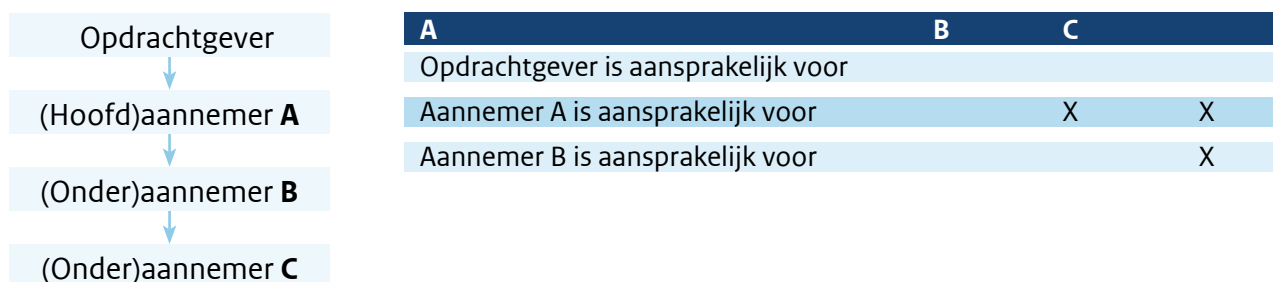 Opdrachtgever
(Hoofd)aannemer A
(Onder)aannemer B
(Onder)aannemer C
A B C
Opdrachtgever is aansprakelijk voor
Aannemer A is aansprakelijk voor X X
Aannemer B is aansprakelijk voor X